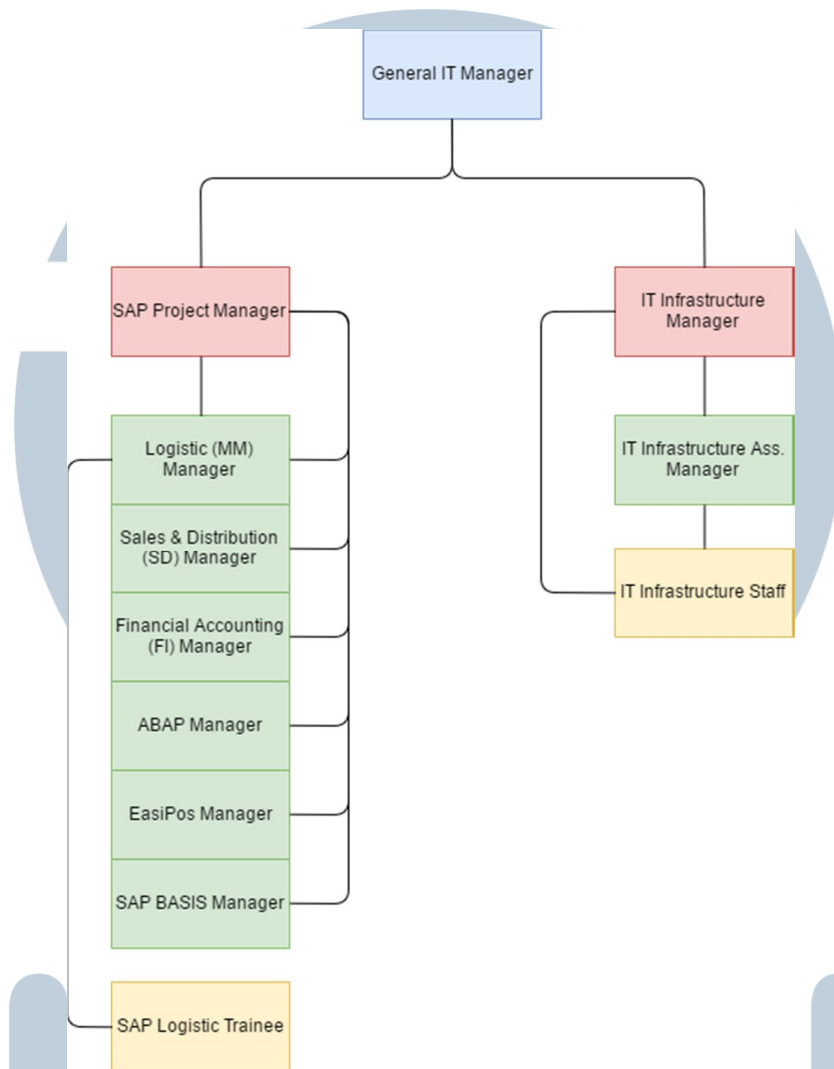 General IT Manager
SAP Project Manager
IT Infrastructure
Manager
Logistic (MM)
Manager
IT Infrastructure Ass.
Manager
Sales & Distribution
(SD) Manager
IT Infrastructure Staff
Financial Accounting
(FI) Manager
ABAP Manager
EasiPos Manager
SAP BASIS Manager
SAP Logistic Trainee